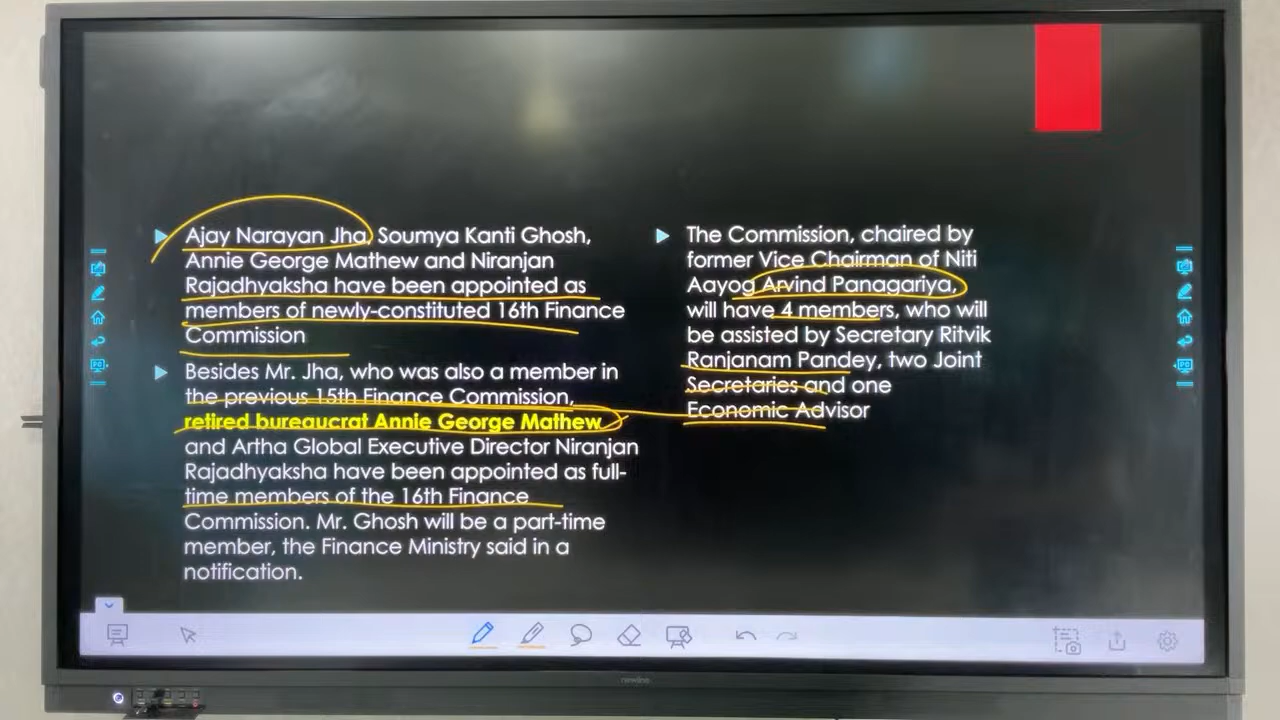 Ajay Narayan Jha, Soumya Kanti Ghosh,
Annie George Mathew and Niranjan
Rajadhyaksha have been appointed as
members of newly-constituted 16th Finance
Commission
Besides Mr. Jha, who was also a member in
the previous 15th Finance Commission,
retired bureaucrat Annie George Mathew
and Artha Global Executive Director Niranjan
Rajadhyaksha have been appointed as full-
time members of the 16th Finance
Commission. Mr. Ghosh will be a part-time
member, the Finance Ministry said in a
notification.
The Commission, chaired by
former Vice Chairman of Niti
Aayog Arvind Panagariya,
will have 4 members, who will
be assisted by Secretary Ritvik
Ranjanam Pandey, two Joint
Secretaries and one
Economic Advisor
newline